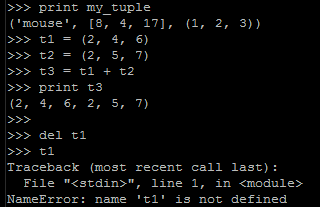 >>> print my_tuple
('mouse', [8, 4, 17], (1, 2, 3))
>>> t1 = (2, 4, 6)
>>> t2 = (2, 5, 7)
>>> t3 = t1 + t2
>>> print t3
(2, 4, 6, 2, 5, 7)
>>>
>>> del t1
>>> t1
Traceback (most recent call last):
  File "<stdin>", line 1, in <module>
NameError: name 't1' is not defined